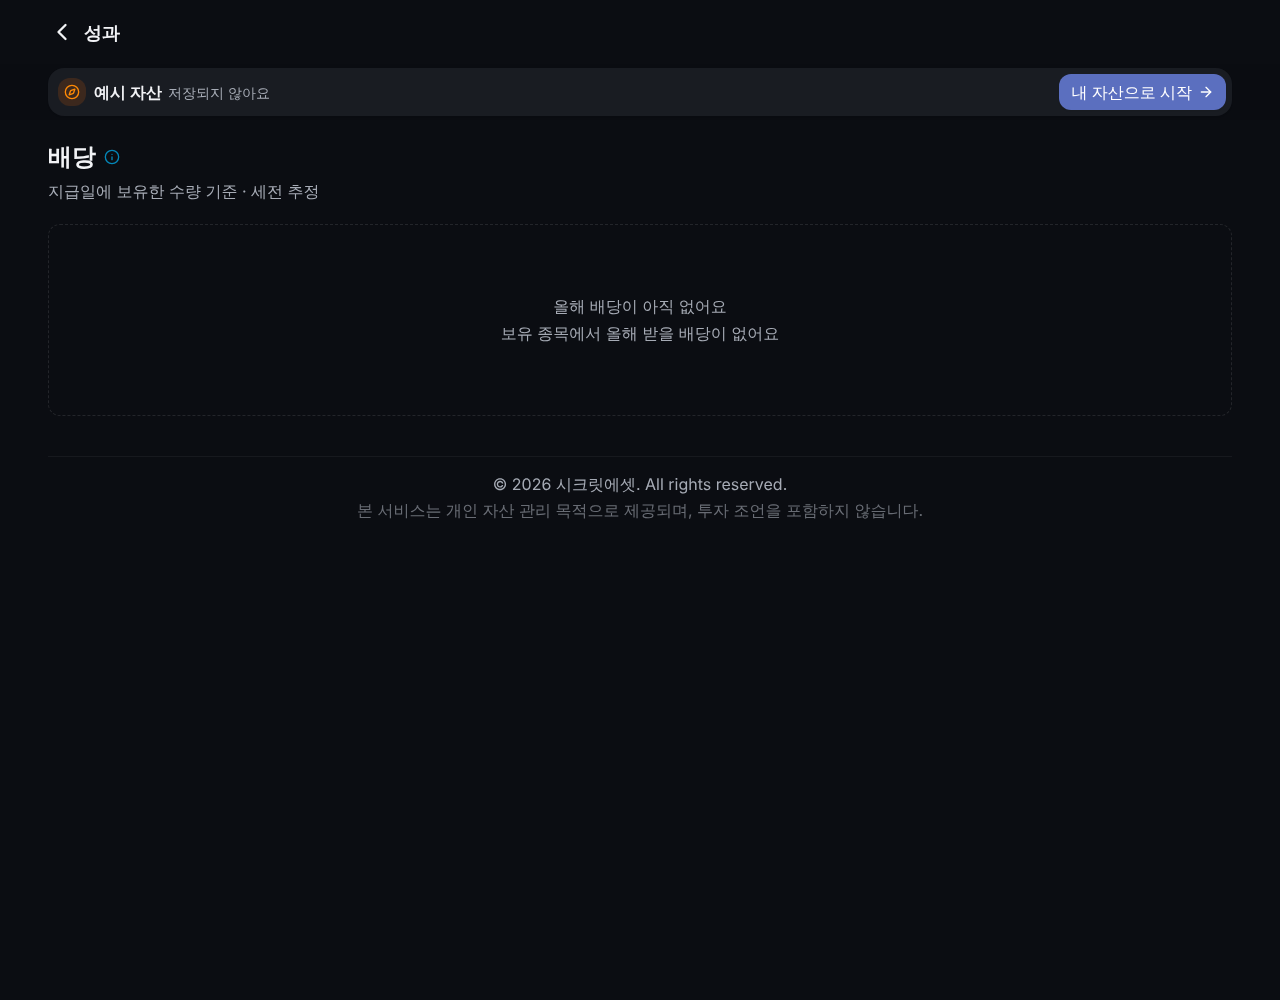 성과
예시 자산 저장되지 않아요
내 자산으로 시작
배당
지급일에 보유한 수량 기준 · 세전 추정
올해 배당이 아직 없어요
보유 종목에서 올해 받을 배당이 없어요
© 2026 시크릿에셋. All rights reserved.
본 서비스는 개인 자산 관리 목적으로 제공되며, 투자 조언을 포함하지 않습니다.